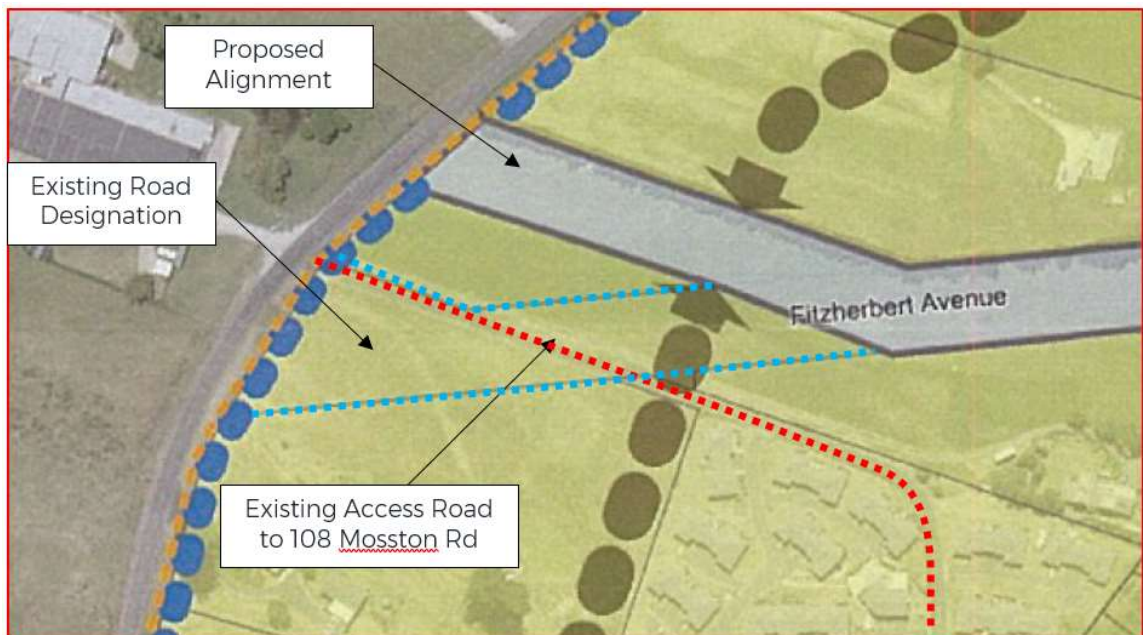 Proposed
Alignment
Existing Road
Designation
Fitzherbert Avenue
Existing Access Road
to 108 Mosston Rd